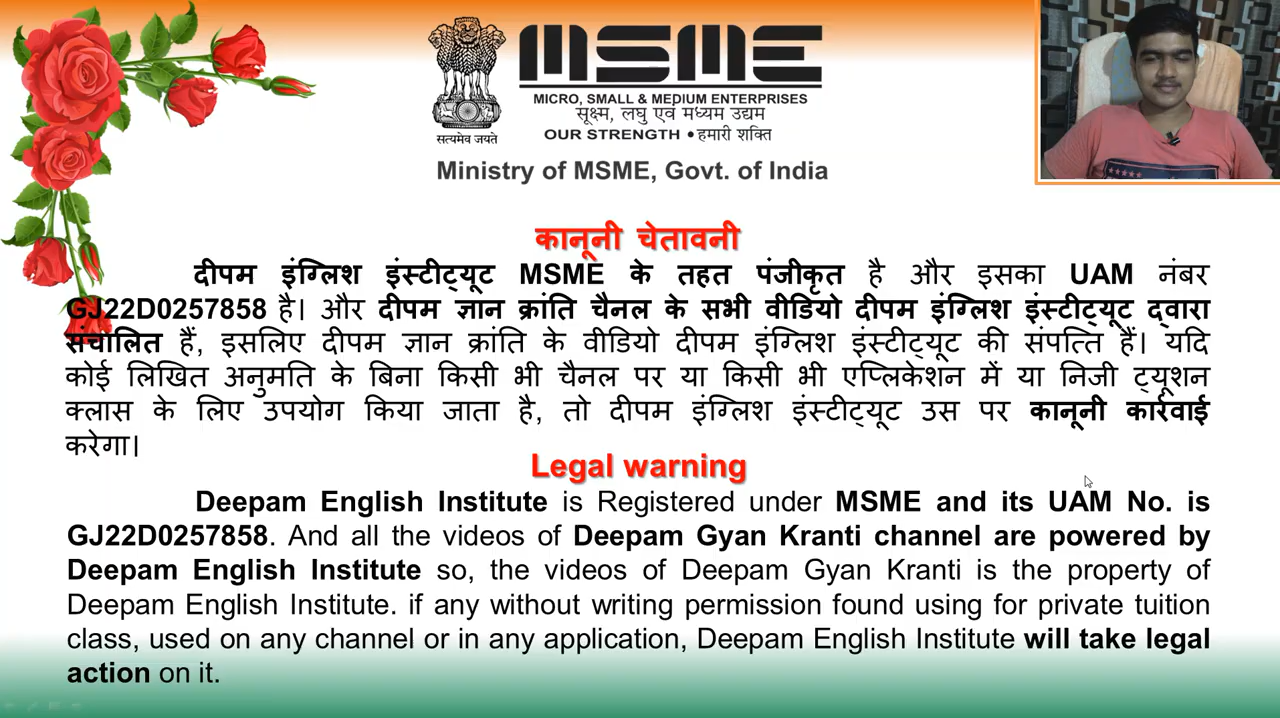 MSME
MICRO, SMALL & MEDIUM ENTERPRISES
सूक्ष्म, लघु एवं मध्यम उद्यम
सत्यमेव जयते
OUR STRENGTH • हमारी शक्ति
Ministry of MSME, Govt. of India
कानूनी चेतावनी
दीपम इंग्लिश इंस्टीट्यूट MSME के तहत पंजीकृत है और इसका UAM नंबर
GJ22D0257858 है। और दीपम ज्ञान क्रांति चैनल के सभी वीडियो दीपम इंग्लिश इंस्टीट्यूट द्वारा
संचालित हैं, इसलिए दीपम ज्ञान क्रांति के वीडियो दीपम इंग्लिश इंस्टीट्यूट की संपत्ति हैं। यदि
कोई लिखित अनुमति के बिना किसी भी चैनल पर या किसी भी एप्लिकेशन में या निजी ट्यूशन
क्लास के लिए उपयोग किया जाता है, तो दीपम इंग्लिश इंस्टीट्यूट उस पर कानूनी कार्रवाई
करेगा।
Legal warning
Deepam English Institute is Registered under MSME and its UAM No. is
GJ22D0257858. And all the videos of Deepam Gyan Kranti channel are powered by
Deepam English Institute so, the videos of Deepam Gyan Kranti is the property of
Deepam English Institute. if any without writing permission found using for private tuition
class, used on any channel or in any application, Deepam English Institute will take legal
action on it.